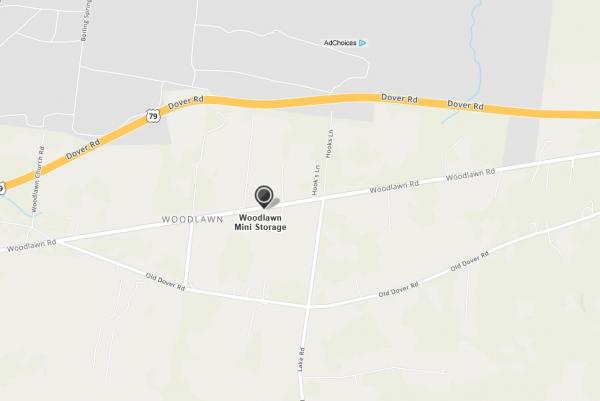 Boiling Spring
AdChoices
Dover Rd
Dover Rd
Dover Rd
79
Dover Rd
Hooks Ln
Woodlawn Church Rd
Hook's Ln
Woodlawn Rd
Woodlawn Rd
9
WOODLAWN
Woodlawn
Mini Storage
Woodlawn Rd
Old Dover Rd
Old Dover Rd
Old Dover Rd
Lake Rd